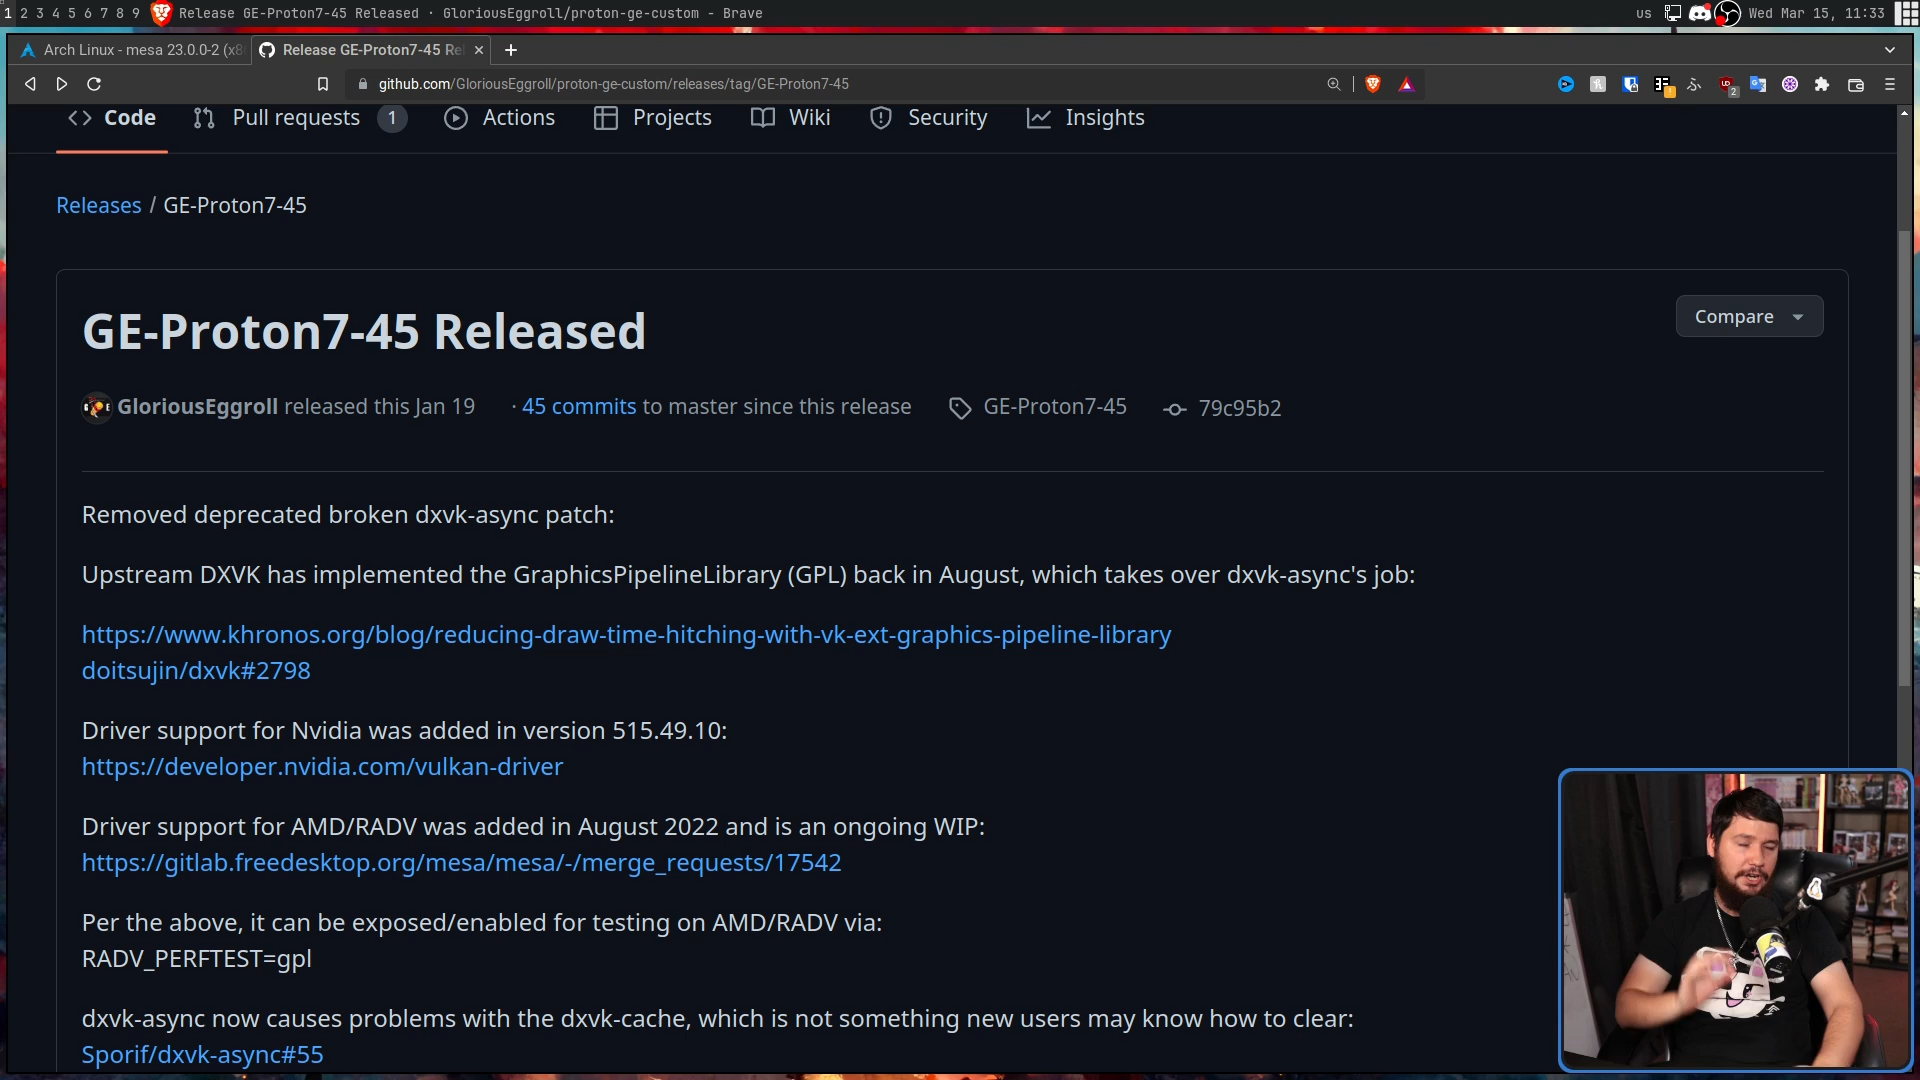 1 2 3 4 5 6 7 8 9 Release GE-Proton7-45 Released · GloriousEggroll/proton-ge-custom - Brave
us Wed Mar 15, 11:33
Arch Linux - mesa 23.0.0-2 (x8
Release GE-Proton7-45 Rel
github.com/GloriousEggroll/proton-ge-custom/releases/tag/GE-Proton7-45
2
Code
Pull requests 1
Actions
Projects
Wiki
Security
Insights
Releases / GE-Proton7-45
GE-Proton7-45 Released
Compare
GloriousEggroll released this Jan 19 · 45 commits to master since this release GE-Proton7-45 79c95b2
Removed deprecated broken dxvk-async patch:
Upstream DXVK has implemented the GraphicsPipelineLibrary (GPL) back in August, which takes over dxvk-async's job:
https://www.khronos.org/blog/reducing-draw-time-hitching-with-vk-ext-graphics-pipeline-library
doitsujin/dxvk#2798
Driver support for Nvidia was added in version 515.49.10:
https://developer.nvidia.com/vulkan-driver
Driver support for AMD/RADV was added in August 2022 and is an ongoing WIP:
https://gitlab.freedesktop.org/mesa/mesa/-/merge_requests/17542
Per the above, it can be exposed/enabled for testing on AMD/RADV via:
RADV_PERFTEST=gpl
dxvk-async now causes problems with the dxvk-cache, which is not something new users may know how to clear:
Sporif/dxvk-async#55